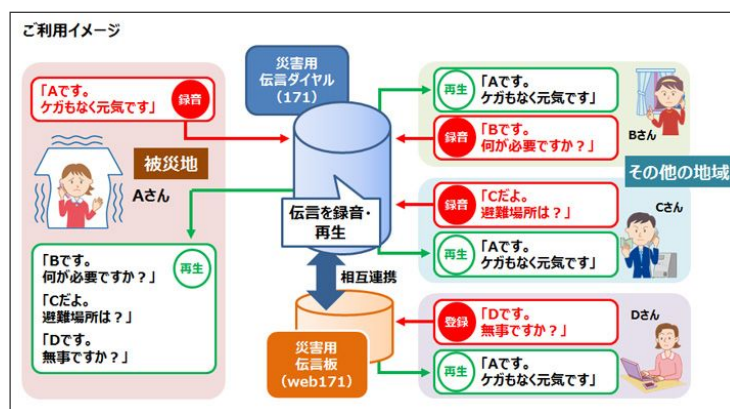 ご利用イメージ
「Aです。
ケガもなく元気です」
録音
被災地
Aさん
「Bです。
何が必要ですか？」
「Cだよ。
避難場所は？」
「Dです。
無事ですか？」
再生
災害用
伝言ダイヤル
（171）
伝言を録音・
再生
相互連携
災害用
伝言板
（web171）
再生
「Aです。
ケガもなく元気です」
録音
「Bです。
何が必要ですか？」
Bさん
その他の地域
録音
「Cだよ。
避難場所は？」
再生
「Aです。
ケガもなく元気です」
Cさん
登録
「Dです。
無事ですか？」
再生
「Aです。
ケガもなく元気です」
Dさん